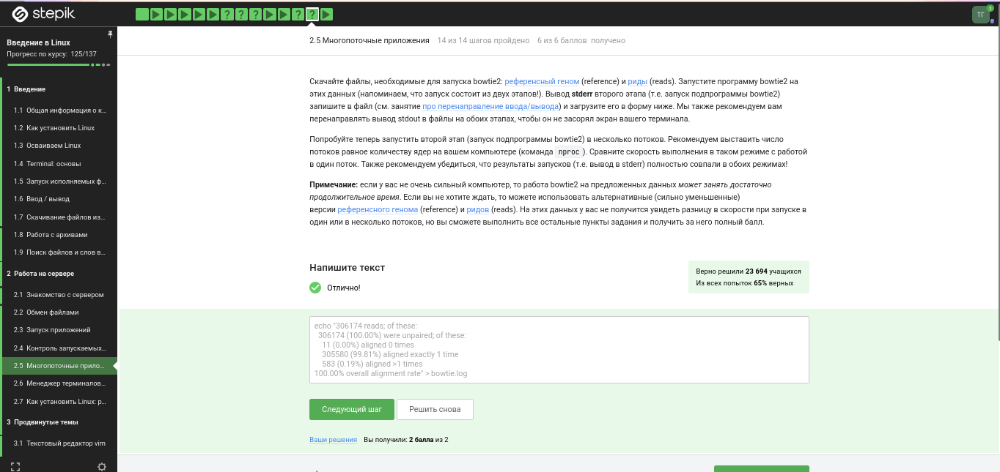 stepik
? ? ? ? ?
ТГ
1
Введение в Linux
Прогресс по курсу: 125/137
1 Введение
1.1 Общая информация о к...
1.2 Как установить Linux
1.3 Осваиваем Linux
1.4 Terminal: основы
1.5 Запуск исполняемых ф...
1.6 Ввод / вывод
1.7 Скачивание файлов из...
1.8 Работа с архивами
1.9 Поиск файлов и слов в...
2 Работа на сервере
2.1 Знакомство с сервером
2.2 Обмен файлами
2.3 Запуск приложений
2.4 Контроль запускаемых...
2.5 Многопоточные прило...
2.6 Менеджер терминалов...
2.7 Как установить Linux: р...
3 Продвинутые темы
3.1 Текстовый редактор vim
2.5 Многопоточные приложения 14 из 14 шагов пройдено 6 из 6 баллов получено
Скачайте файлы, необходимые для запуска bowtie2: референсный геном (reference) и риды (reads). Запустите программу bowtie2 на
этих данных (напоминаем, что запуск состоит из двух этапов!). Вывод stderr второго этапа (т.е. запуск подпрограммы bowtie2)
запишите в файл (см. занятие про перенаправление ввода/вывода) и загрузите его в форму ниже. Мы также рекомендуем вам
перенаправлять вывод stdout в файлы на обоих этапах, чтобы он не засорял экран вашего терминала.
Попробуйте теперь запустить второй этап (запуск подпрограммы bowtie2) в несколько потоков. Рекомендуем выставить число
потоков равное количеству ядер на вашем компьютере (команда nproc ). Сравните скорость выполнения в таком режиме с работой
в один поток. Также рекомендуем убедиться, что результаты запусков (т.е. вывод в stderr) полностью совпали в обоих режимах!
Примечание: если у вас не очень сильный компьютер, то работа bowtie2 на предложенных данных может занять достаточно
продолжительное время. Если вы не хотите ждать, то можете использовать альтернативные (сильно уменьшенные)
версии референсного генома (reference) и ридов (reads). На этих данных у вас не получится увидеть разницу в скорости при запуске в
один или в несколько потоков, но вы сможете выполнить все остальные пункты задания и получить за него полный балл.
Напишите текст
Отлично!
Верно решили 23 694 учащихся
Из всех попыток 65% верных
echo "306174 reads; of these:
306174 (100.00%) were unpaired; of these:
11 (0.00%) aligned 0 times
305580 (99.81%) aligned exactly 1 time
583 (0.19%) aligned >1 times
100.00% overall alignment rate" > bowtie.log
Следующий шаг Решить снова
Ваши решения Вы получили: 2 балла из 2